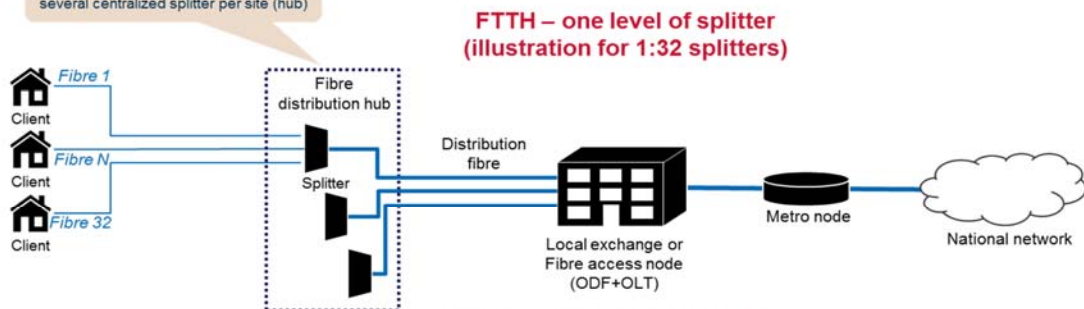 several centralized splitter per site (hub)
FTTH – one level of splitter
(illustration for 1:32 splitters)
Fibre 1
Client
Fibre N
Client
Fibre 32
Client
Fibre
distribution hub
Splitter
Distribution
fibre
Local exchange or
Fibre access node
(ODF+OLT)
Metro node
National network